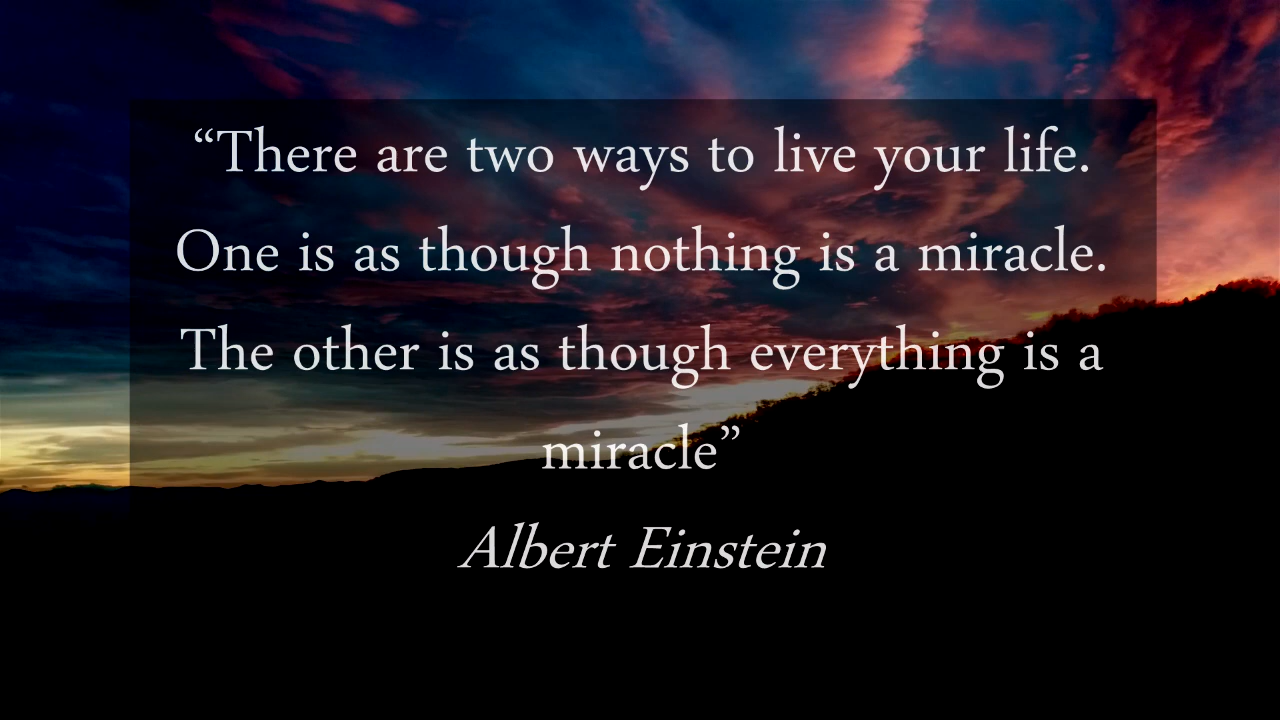 “There are two ways to live your life.
One is as though nothing is a miracle.
The other is as though everything is a
miracle”
Albert Einstein